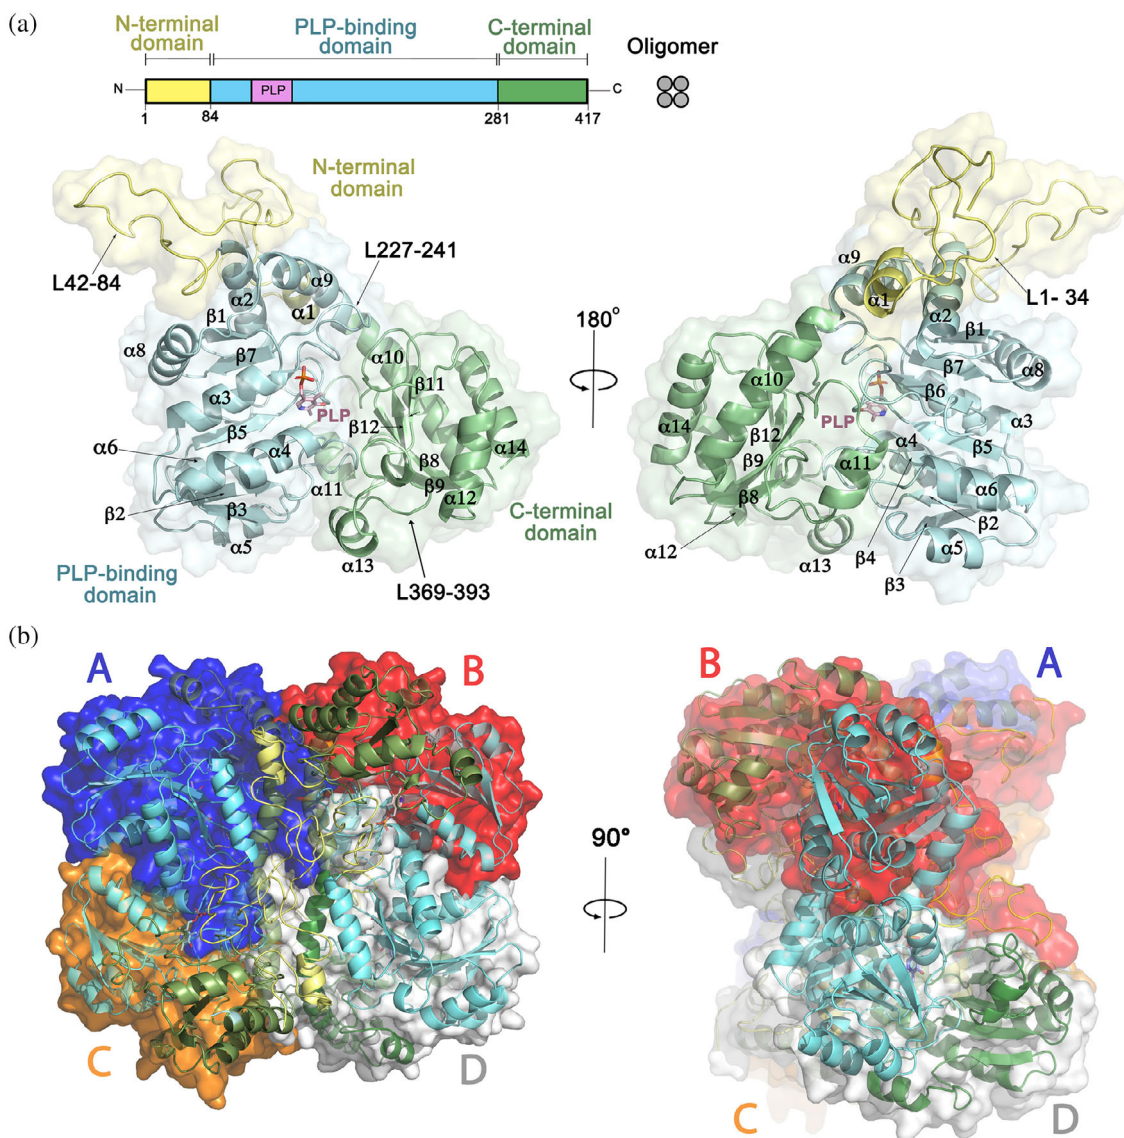 (a)
N-terminal domain
PLP-binding domain
C-terminal domain
Oligomer
N
PLP
C
1
84
281
417
N-terminal domain
L42-84
L227-241
α9
α2
α1
β1
α8
β7
α10
β11
α3
PLP
β12
β5
α6
α4
β8
α14
α11
β9
α12
β2
β3
α5
α13
C-terminal domain
PLP-binding domain
L369-393
180°
α9
α1
L1- 34
α2
β1
β7
α8
α10
β6
α14
PLP
α3
β12
α4
β5
β9
α11
β8
α6
β2
α12
α13
β4
α5
β3
(b)
A
B
C
D
90°
B
A
C
D